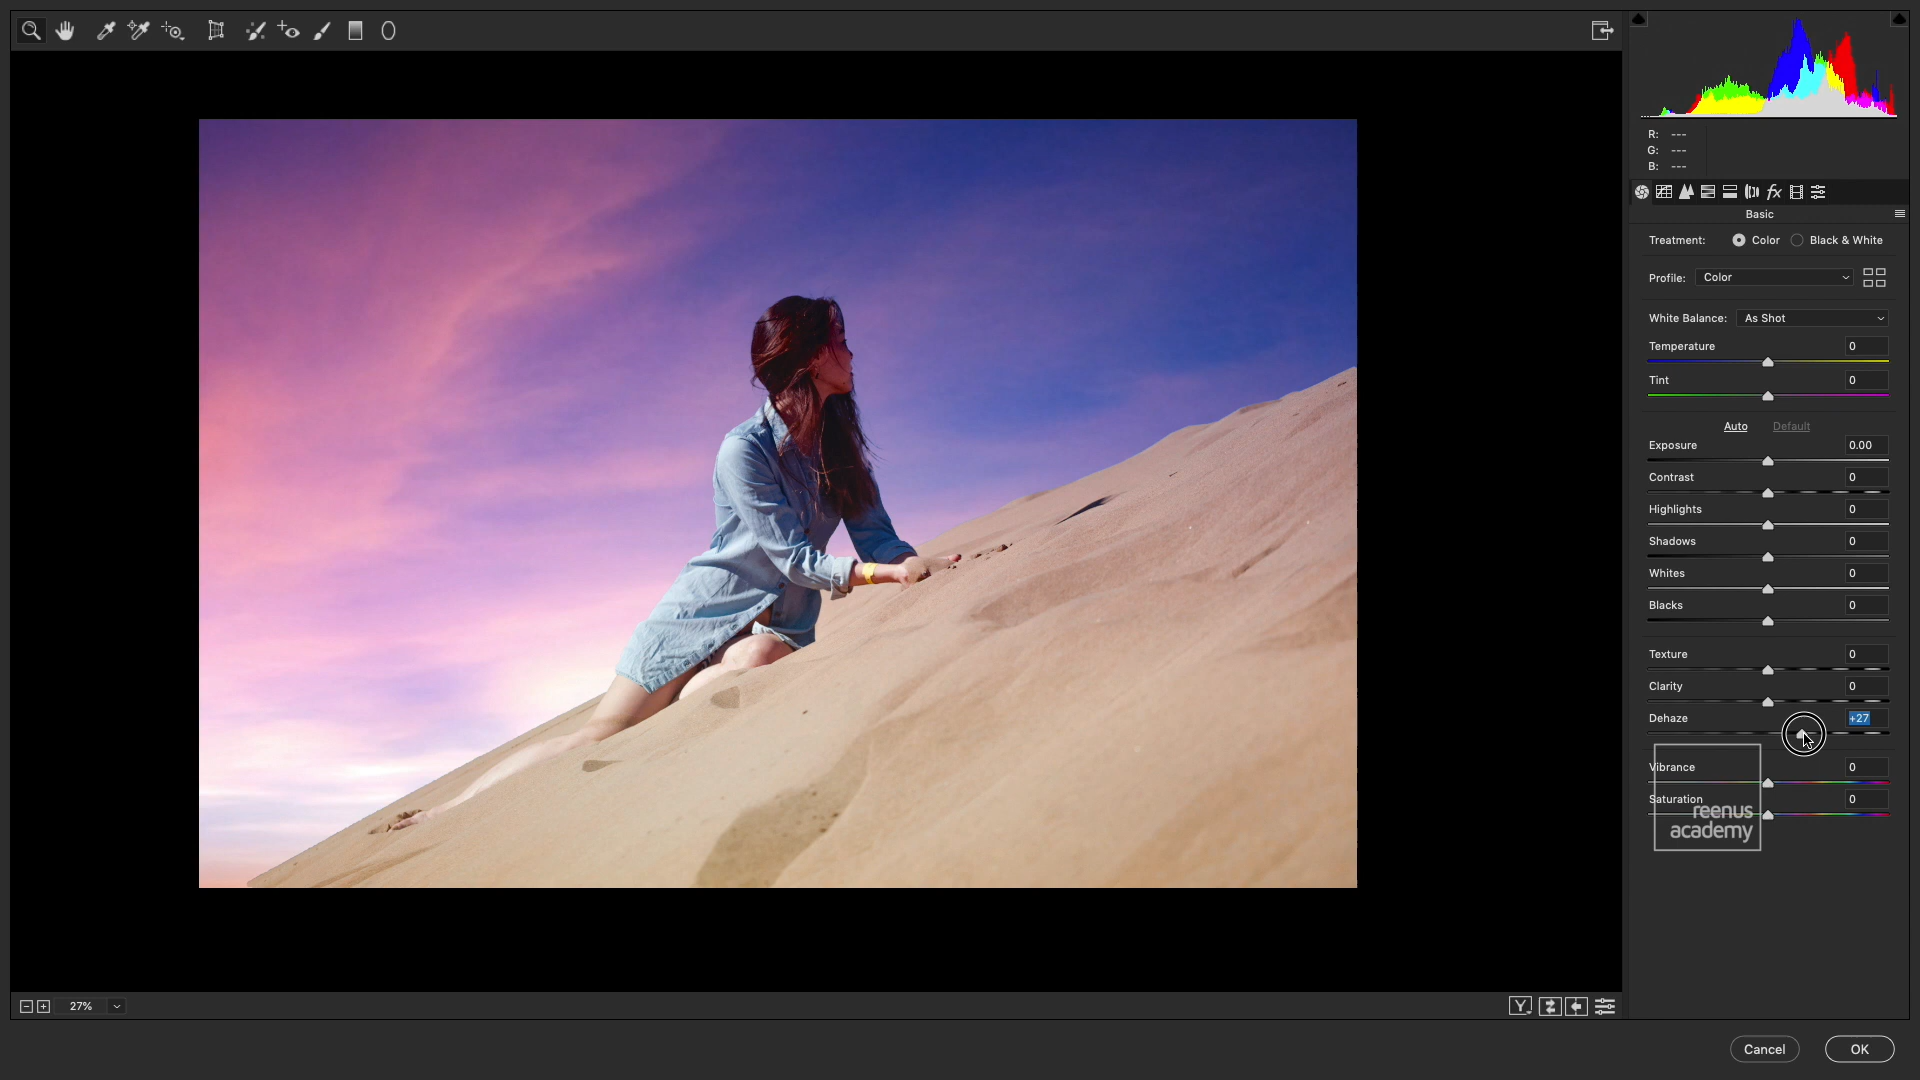 R: ---
G: ---
B: ---
fx
Basic
Treatment: Color Black & White
Profile: Color
White Balance: As Shot
Temperature 0
Tint 0
Auto Default
Exposure 0.00
Contrast 0
Highlights 0
Shadows 0
Whites 0
Blacks 0
Texture 0
Clarity 0
Dehaze +27
Vibrance 0
Saturation 0
reenus
academy
27%
Y
Cancel OK